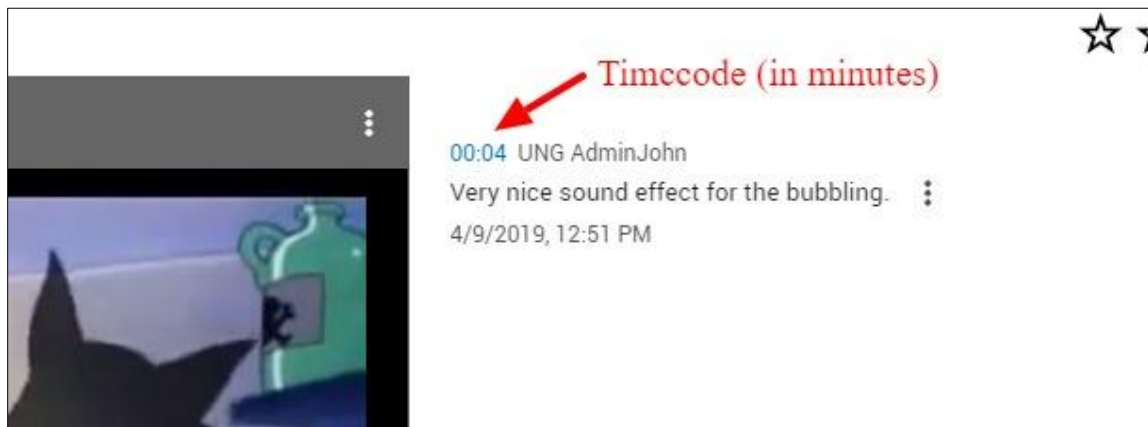 Timccode (in minutes)
00:04 UNG AdminJohn
Very nice sound effect for the bubbling.
4/9/2019, 12:51 PM